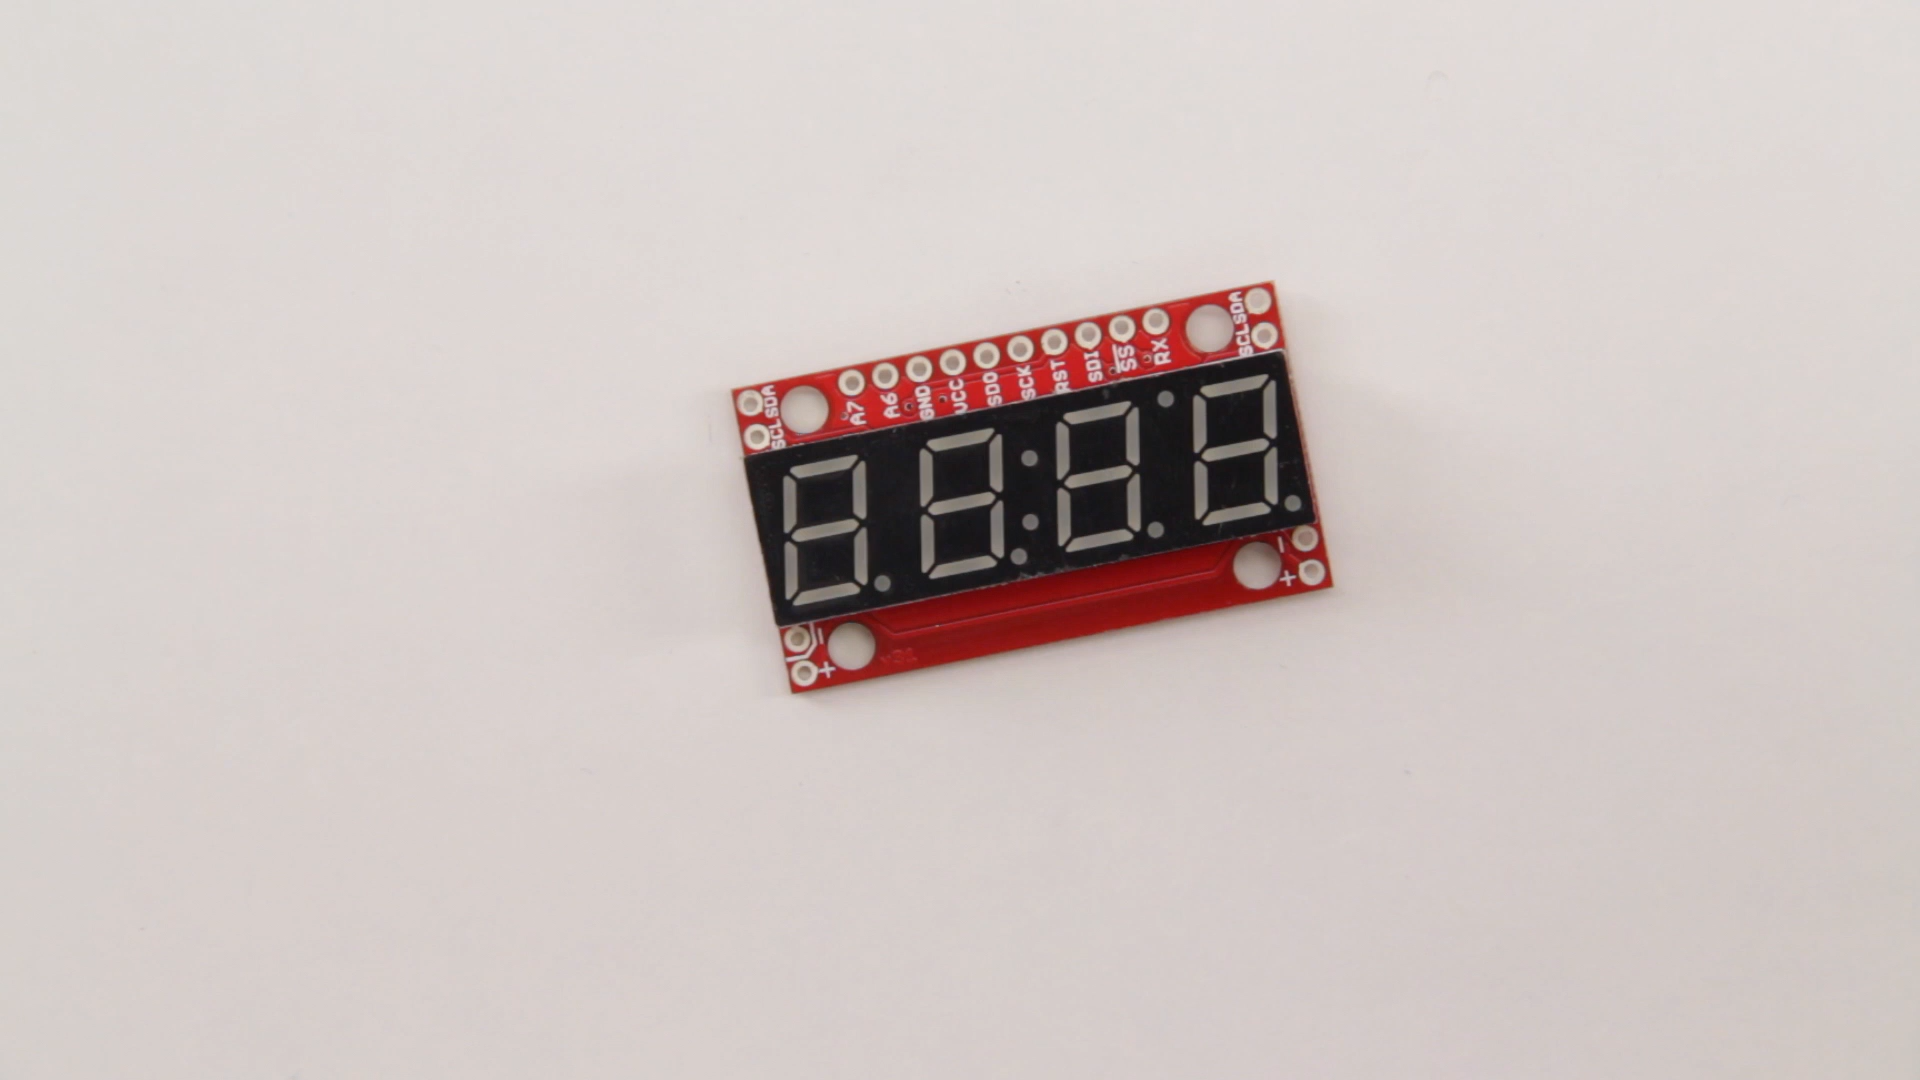 SDA
SCL
A7
A6
GND
VCC
SDO
SCK
RST
SDI
SS
RX
SDA
SCL
-
+
-
+